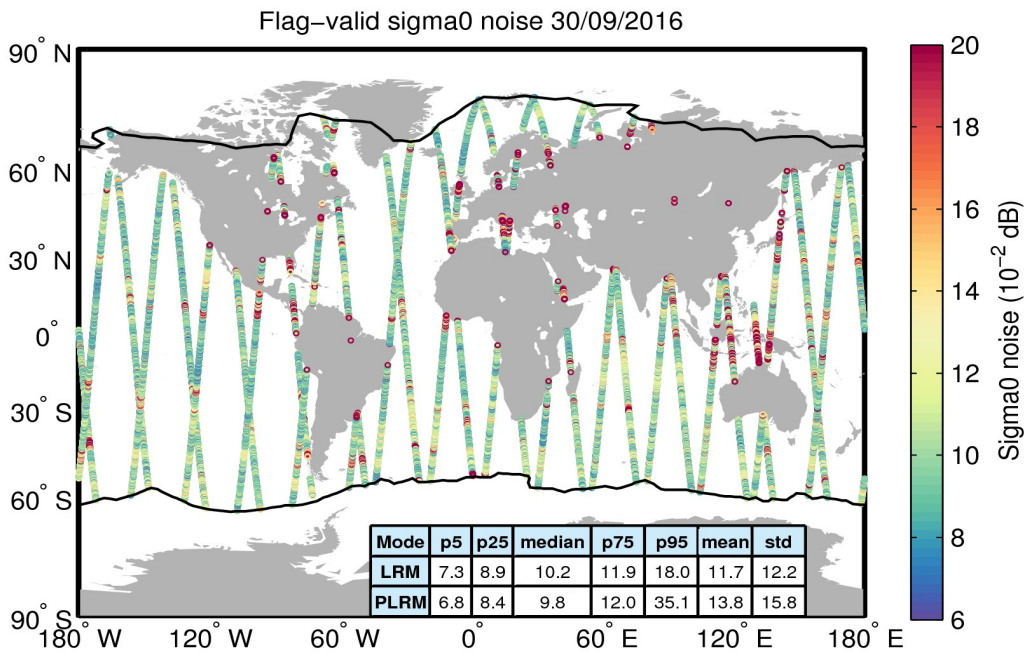 Flag−valid sigma0 noise 30/09/2016
90° N
60° N
30° N
0°
30° S
60° S
90° S
180° W 120° W 60° W 0° 60° E 120° E 180° E
Mode p5 p25 median p75 p95 mean std
LRM 7.3 8.9 10.2 11.9 18.0 11.7 12.2
PLRM 6.8 8.4 9.8 12.0 35.1 13.8 15.8
20
18
16
14
12
10
8
6
Sigma0 noise (10⁻² dB)